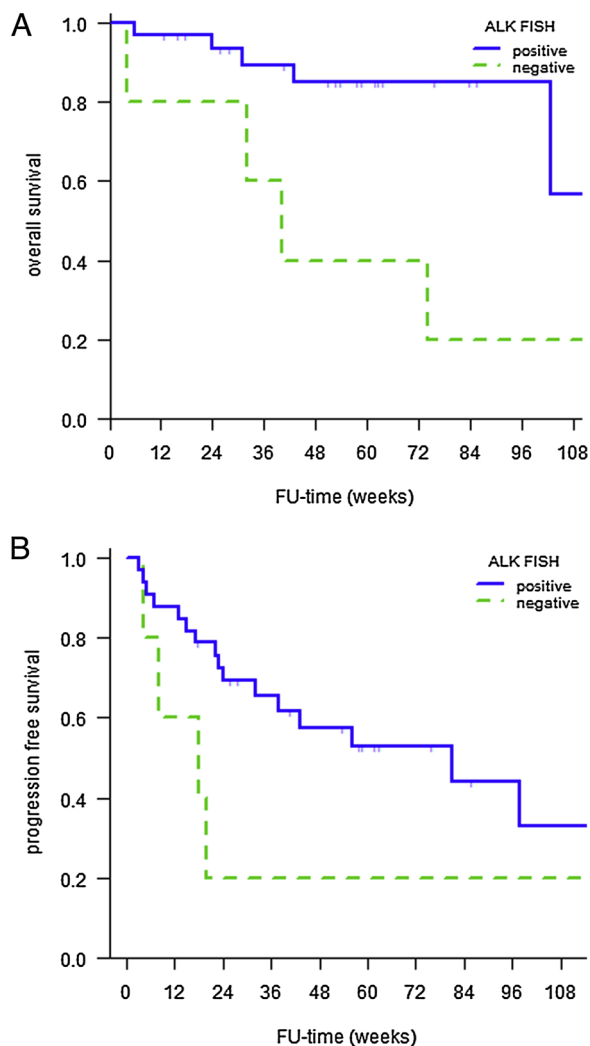 A
ALK FISH
positive
negative
overall survival
1.0
0.8
0.6
0.4
0.2
0.0
0 12 24 36 48 60 72 84 96 108
FU-time (weeks)
B
ALK FISH
positive
negative
progression free survival
1.0
0.8
0.6
0.4
0.2
0.0
0 12 24 36 48 60 72 84 96 108
FU-time (weeks)